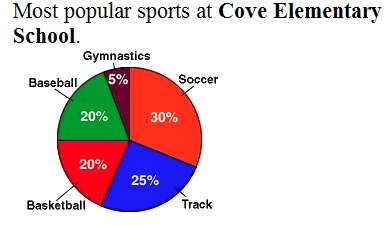 Most popular sports at Cove Elementary
School.
Gymnastics
Baseball
5%
Soccer
20%
30%
20%
25%
Basketball
Track